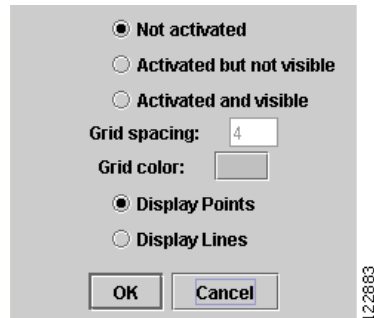 Not activated
Activated but not visible
Activated and visible
Grid spacing: 4
Grid color:
Display Points
Display Lines
OK Cancel
122883